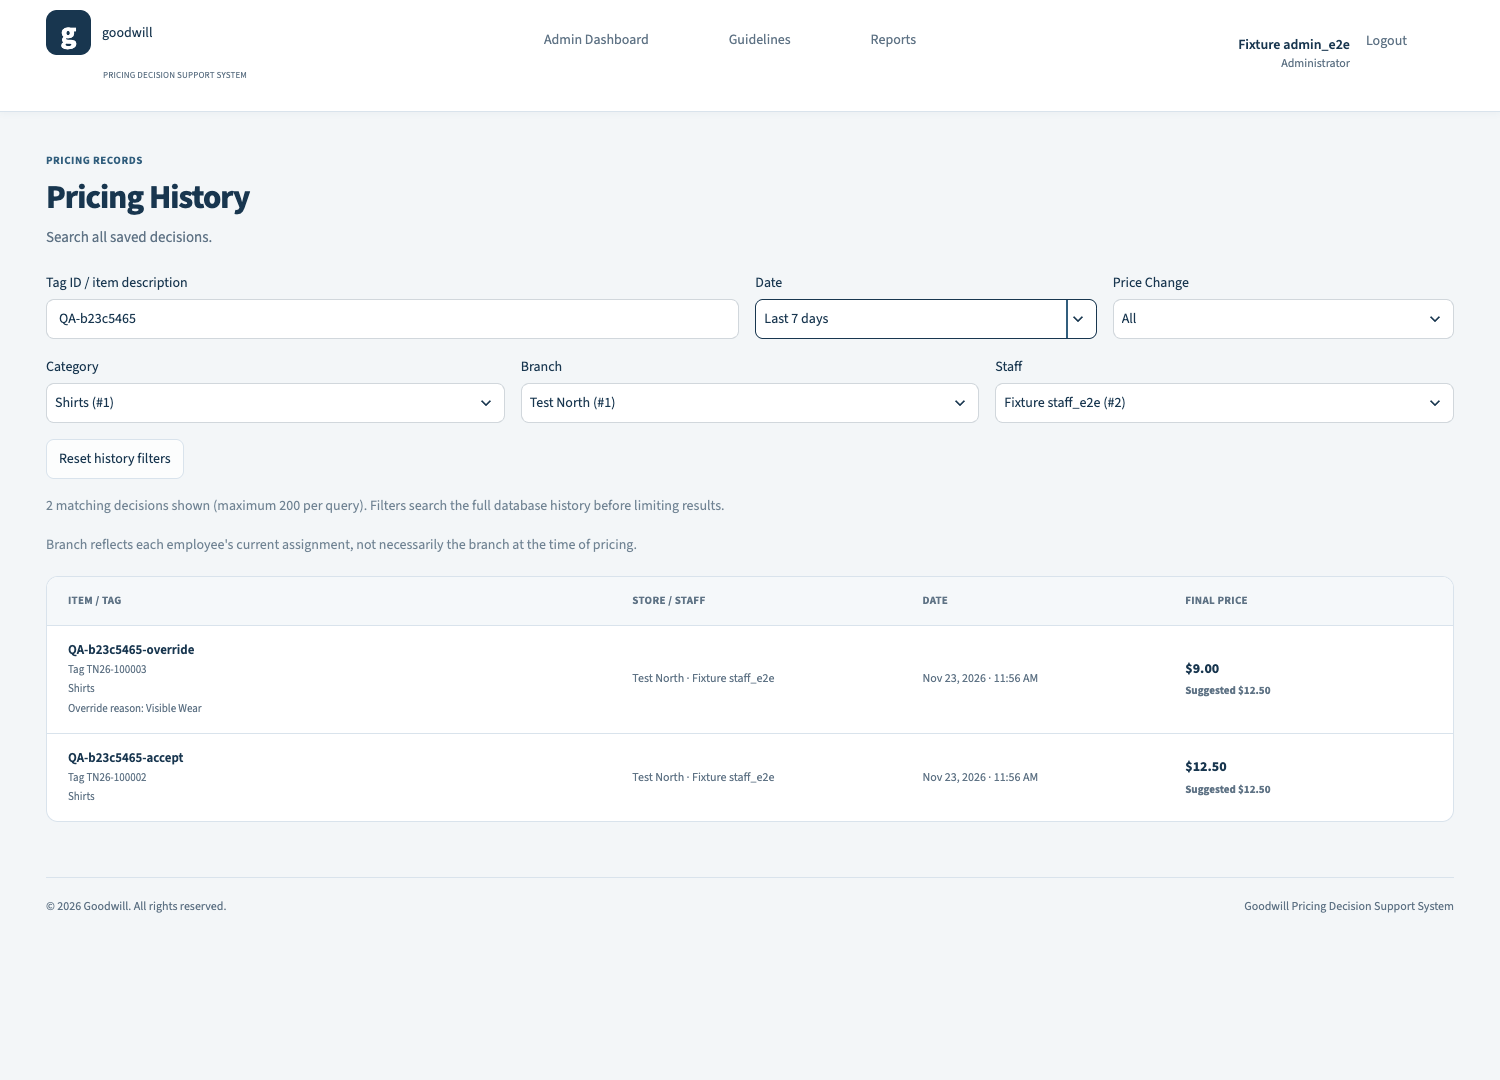 g goodwill
PRICING DECISION SUPPORT SYSTEM
Admin Dashboard Guidelines Reports
Fixture admin_e2e Logout
Administrator
PRICING RECORDS
Pricing History
Search all saved decisions.
Tag ID / item description Date Price Change
QA-b23c5465 Last 7 days All
Category Branch Staff
Shirts (#1) Test North (#1) Fixture staff_e2e (#2)
Reset history filters
2 matching decisions shown (maximum 200 per query). Filters search the full database history before limiting results.
Branch reflects each employee's current assignment, not necessarily the branch at the time of pricing.
ITEM / TAG STORE / STAFF DATE FINAL PRICE
QA-b23c5465-override
Tag TN26-100003
Shirts
Override reason: Visible Wear
Test North · Fixture staff_e2e
Nov 23, 2026 · 11:56 AM
$9.00
Suggested $12.50
QA-b23c5465-accept
Tag TN26-100002
Shirts
Test North · Fixture staff_e2e
Nov 23, 2026 · 11:56 AM
$12.50
Suggested $12.50
© 2026 Goodwill. All rights reserved. Goodwill Pricing Decision Support System